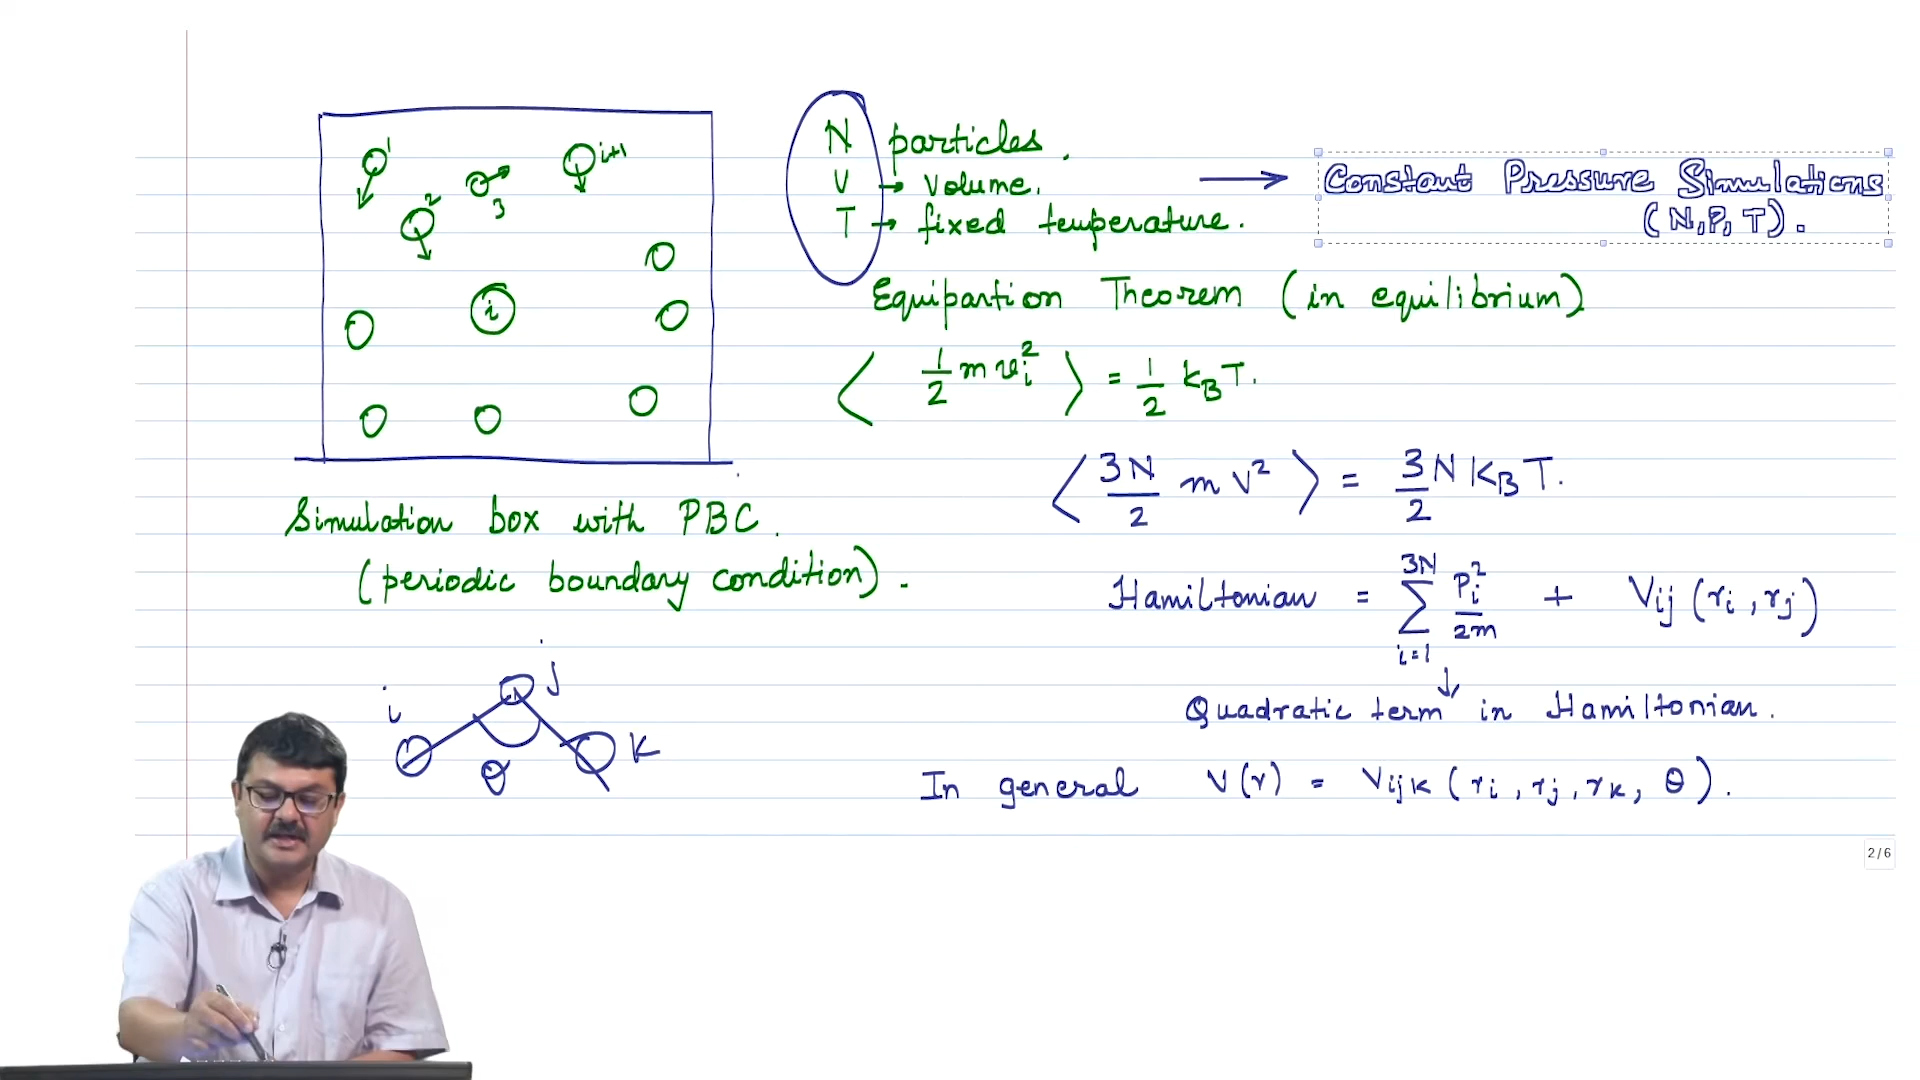 N particles.
V → Volume.
T → fixed temperature.
→ Constant Pressure Simulations
(N, P, T).
1
2
3
i+1
i
Equipartion Theorem (in equilibrium)
⟨ 1/2 m v_i^2 ⟩ = 1/2 k_B T.
⟨ 3N/2 m v^2 ⟩ = 3/2 N K_B T.
Simulation box with PBC.
(periodic boundary condition).
Hamiltonian = Σ_{i=1}^{3N} P_i^2/2m + V_ij (r_i, r_j)
↓
Quadratic term in Hamiltonian.
i
j
k
θ
In general V(r) = V_ijk (r_i, r_j, r_k, θ).
2/6